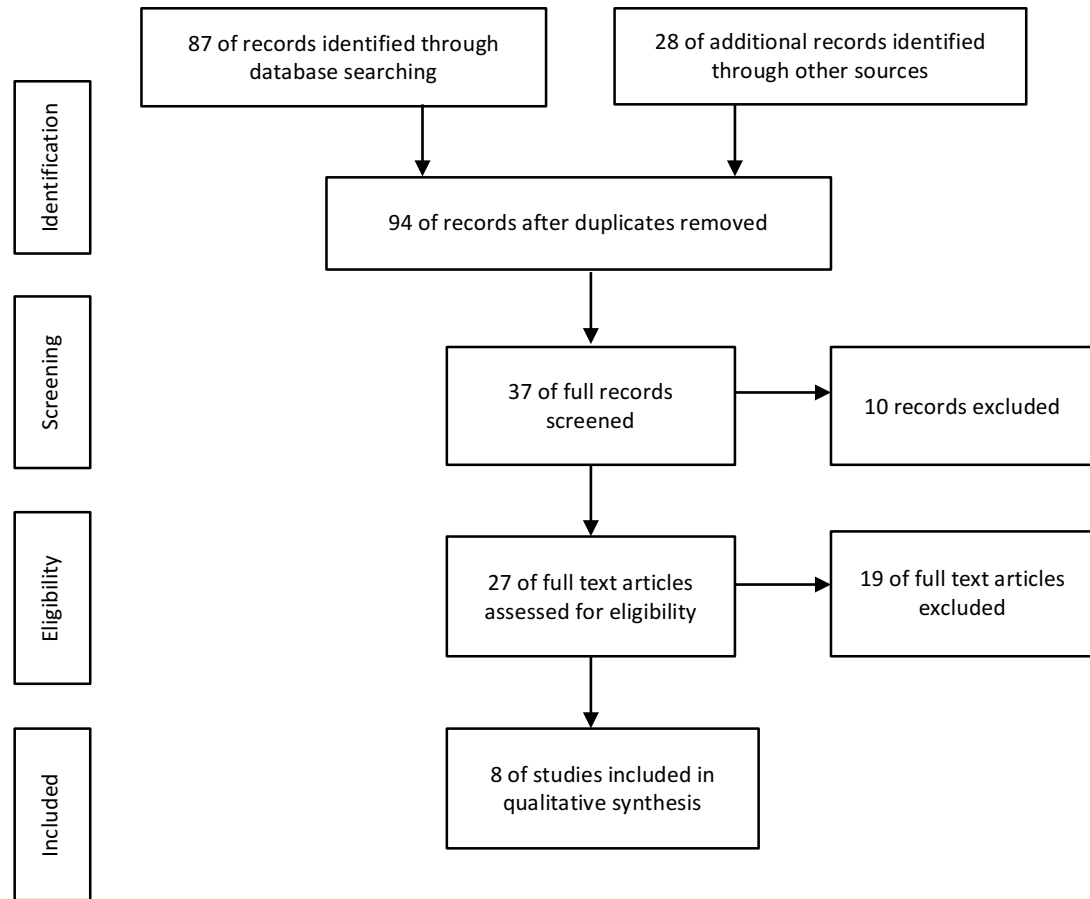 87 of records identified through
database searching
28 of additional records identified
through other sources
Identification
94 of records after duplicates removed
Screening
37 of full records
screened
10 records excluded
Eligibility
27 of full text articles
assessed for eligibility
19 of full text articles
excluded
Included
8 of studies included in
qualitative synthesis